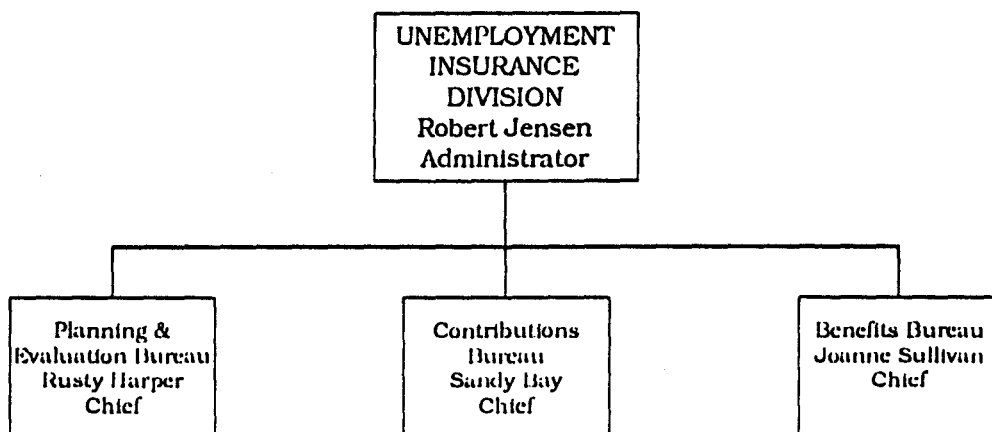 UNEMPLOYMENT
INSURANCE
DIVISION
Robert Jensen
Administrator
Planning &
Evaluation Bureau
Rusty Harper
Chief
Contributions
Bureau
Sandy Bay
Chief
Benefits Bureau
Joanne Sullivan
Chief